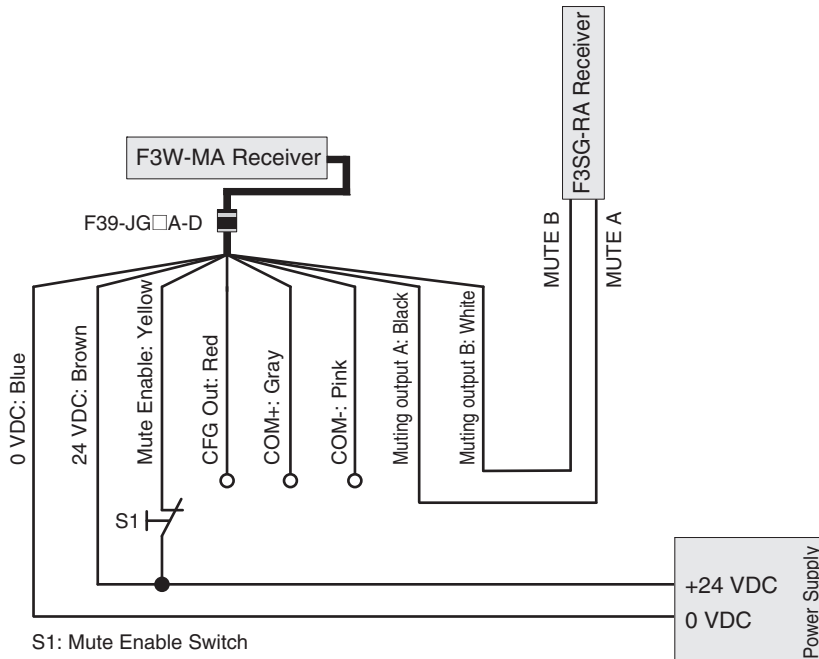 F3SG-RA Receiver
F3W-MA Receiver
F39-JG□A-D
MUTE B
MUTE A
0 VDC: Blue
24 VDC: Brown
Mute Enable: Yellow
CFG Out: Red
COM+: Gray
COM-: Pink
Muting output A: Black
Muting output B: White
S1
+24 VDC
0 VDC
Power Supply
S1: Mute Enable Switch